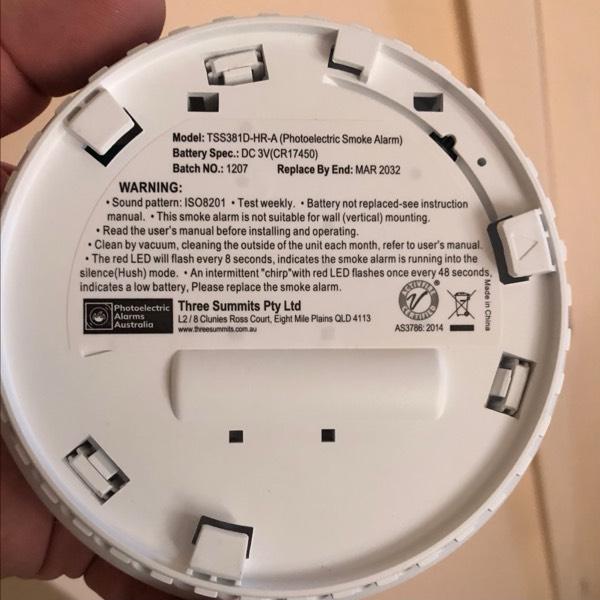 Model: TSS381D-HR-A (Photoelectric Smoke Alarm)
Battery Spec.: DC 3V(CR17450)
Batch NO.: 1207 Replace By End: MAR 2032
WARNING:
• Sound pattern: ISO8201 • Test weekly. • Battery not replaced-see instruction
manual. • This smoke alarm is not suitable for wall (vertical) mounting.
• Read the user's manual before installing and operating.
• Clean by vacuum, cleaning the outside of the unit each month, refer to user's manual.
• The red LED will flash every 8 seconds, indicates the smoke alarm is running into the
silence(Hush) mode. • An intermittent "chirp"with red LED flashes once every 48 seconds,
indicates a low battery, Please replace the smoke alarm.
Photoelectric
Alarms
Australia
Three Summits Pty Ltd
L2 / 8 Clunies Ross Court, Eight Mile Plains QLD 4113
www.threesummits.com.au
AS3786: 2014
Made in China